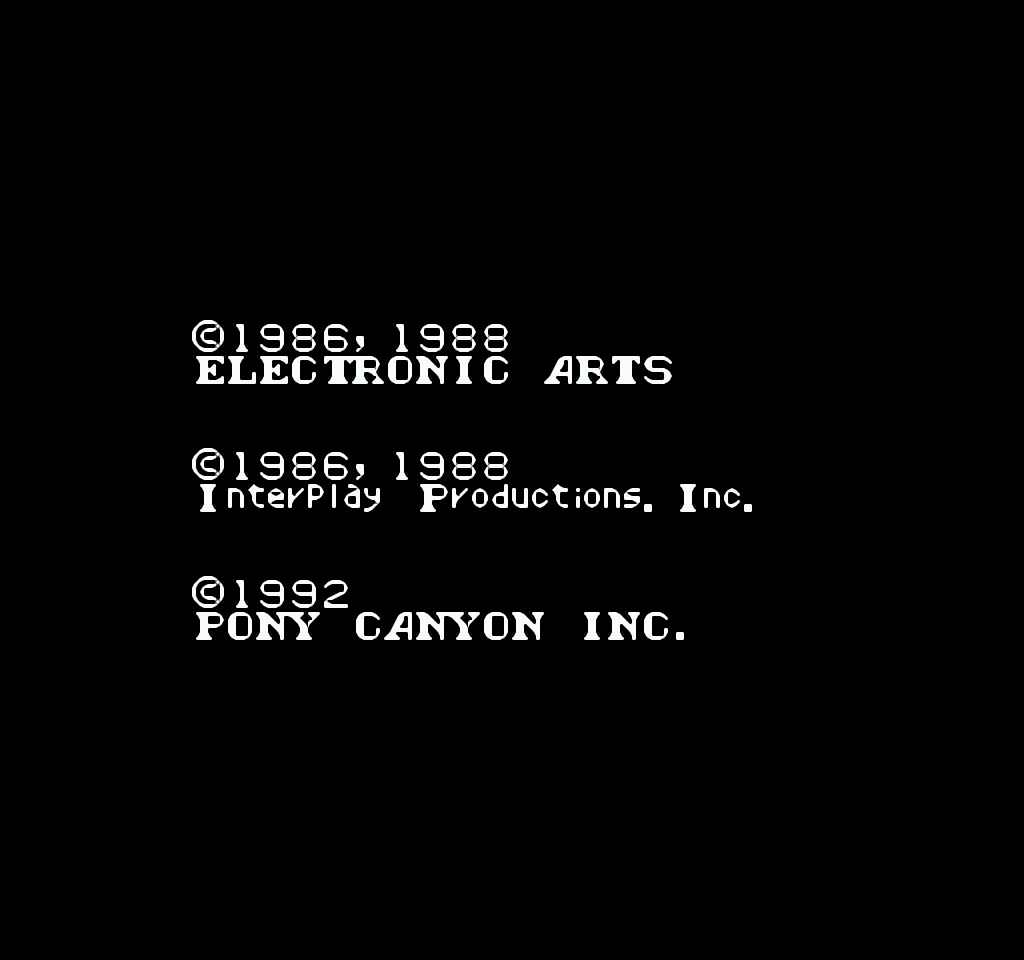 ©1986, 1988
ELECTRONIC ARTS
©1986, 1988
InterPlay Productions. Inc.
©1992
PONY CANYON INC.